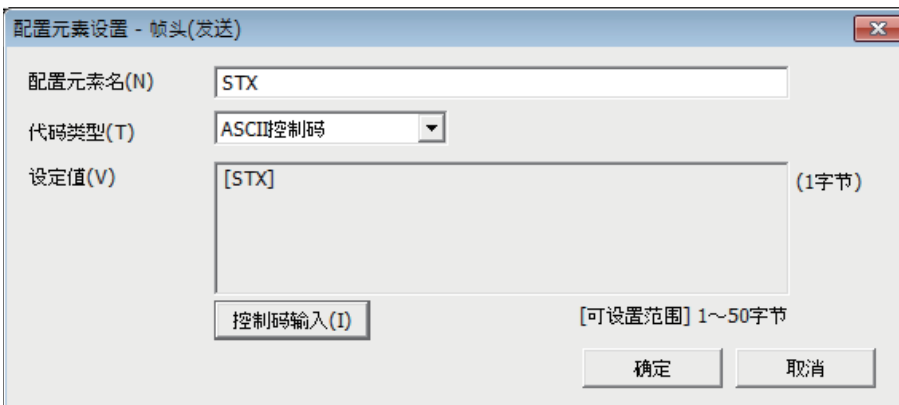 配置元素设置 - 帧头(发送)
配置元素名(N) STX
代码类型(T) ASCII控制码
设定值(V) [STX] (1字节)
控制码输入(I) [可设置范围] 1～50字节
确定 取消